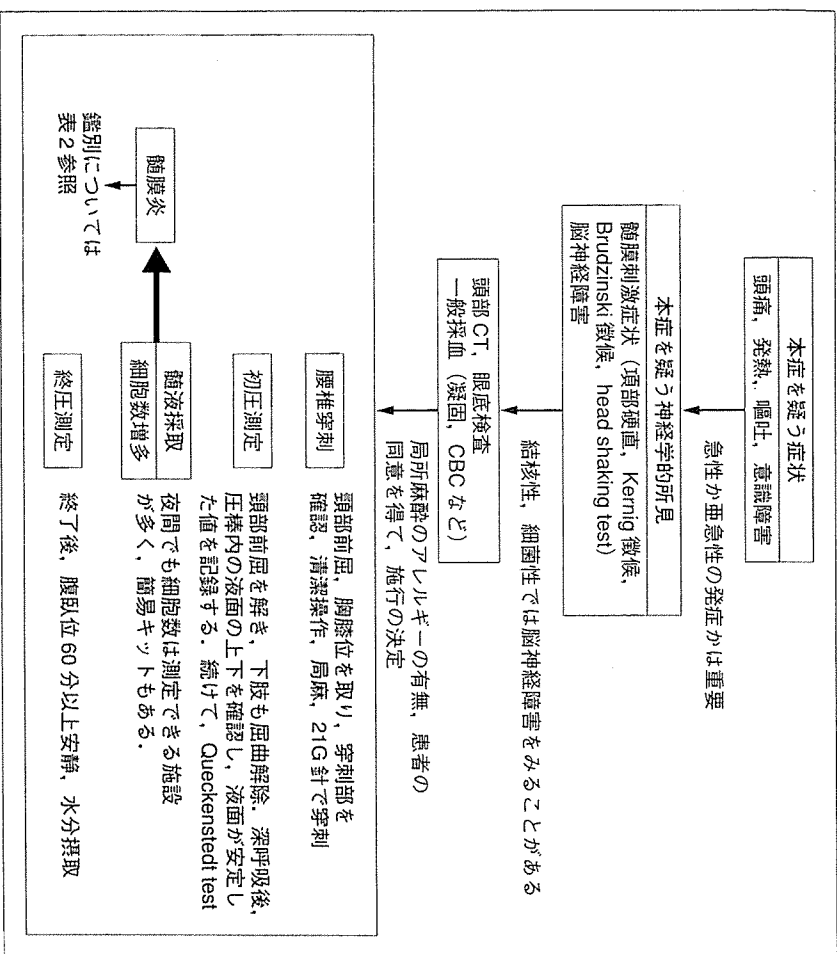 本症を疑う症状
頭痛，発熱，嘔吐，意識障害
急性か亜急性の発症かは重要
本症を疑う神経学的所見
髄膜刺激症状（項部硬直，Kernig 徴候，
Brudzinski 徴候，head shaking test）
脳神経障害
結核性，細菌性では脳神経障害をみることがある
頭部 CT，眼底検査
一般採血（凝固，CBC など）
局所麻酔のアレルギーの有無，患者の
同意を得て，施行の決定
腰椎穿刺
頸部前屈，胸膝位を取り，穿刺部を
確認，清潔操作，局麻，21G 針で穿刺
初圧測定
頸部前屈を解き，下肢も屈曲解除．深呼吸後，
圧棒内の液面の上下を確認し，液面が安定し
た値を記録する．続けて，Queckenstedt test
髄液採取
細胞数増多
夜間でも細胞数は測定できる施設
が多く，簡易キットもある．
髄膜炎
鑑別については
表 2 参照
終圧測定
終了後，腹臥位 60 分以上安静，水分摂取